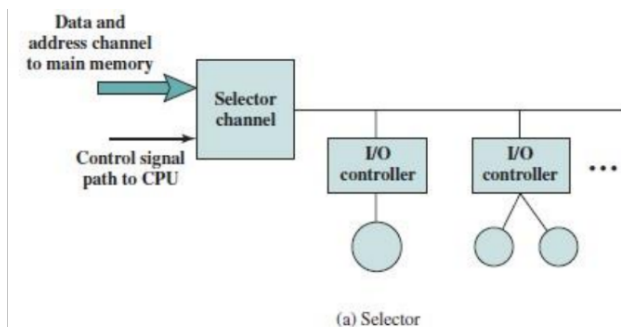 Data and
address channel
to main memory
Selector
channel
Control signal
path to CPU
I/O
controller
I/O
controller
...
(a) Selector